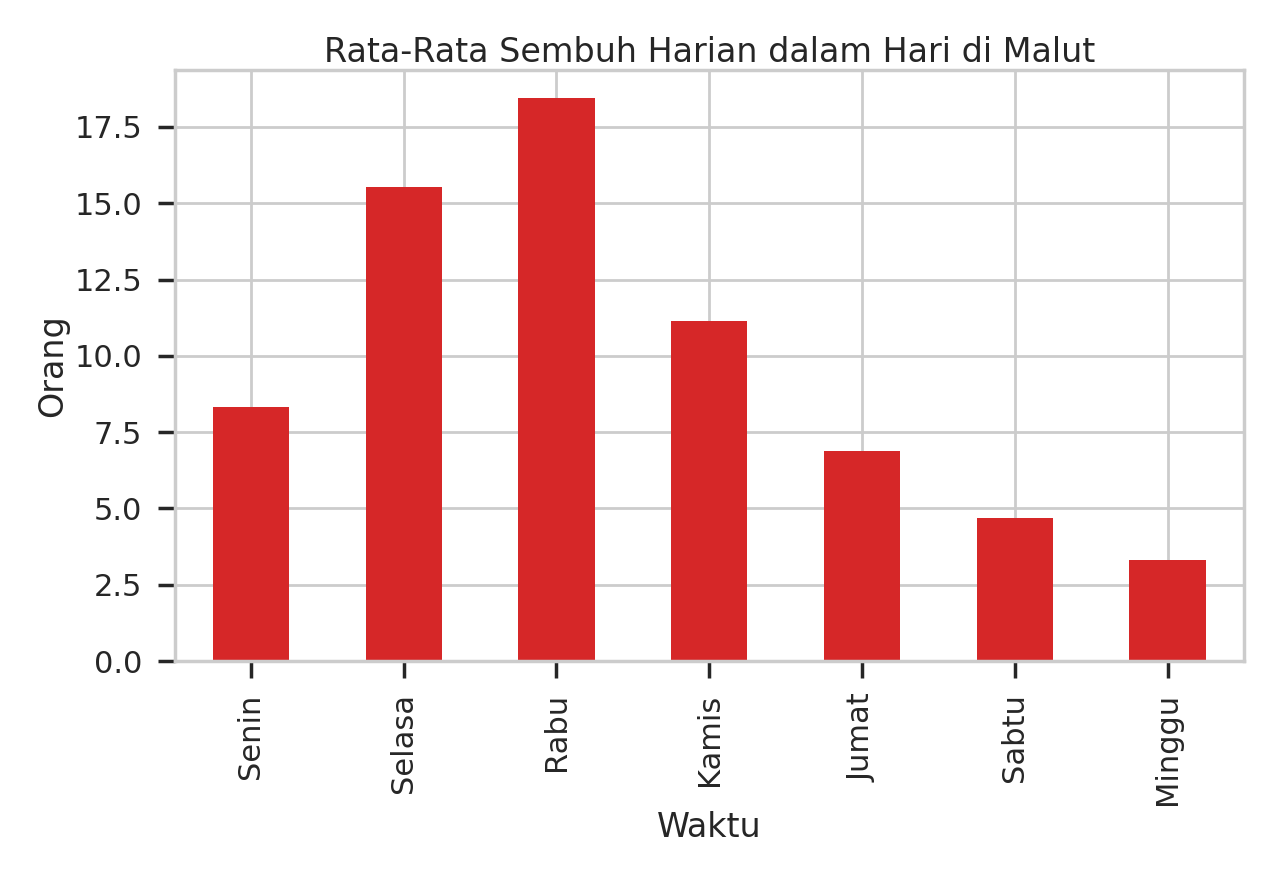 Rata-Rata Sembuh Harian dalam Hari di Malut
17.5
15.0
12.5
10.0
7.5
5.0
2.5
0.0
Orang
Senin
Selasa
Rabu
Kamis
Jumat
Sabtu
Minggu
Waktu